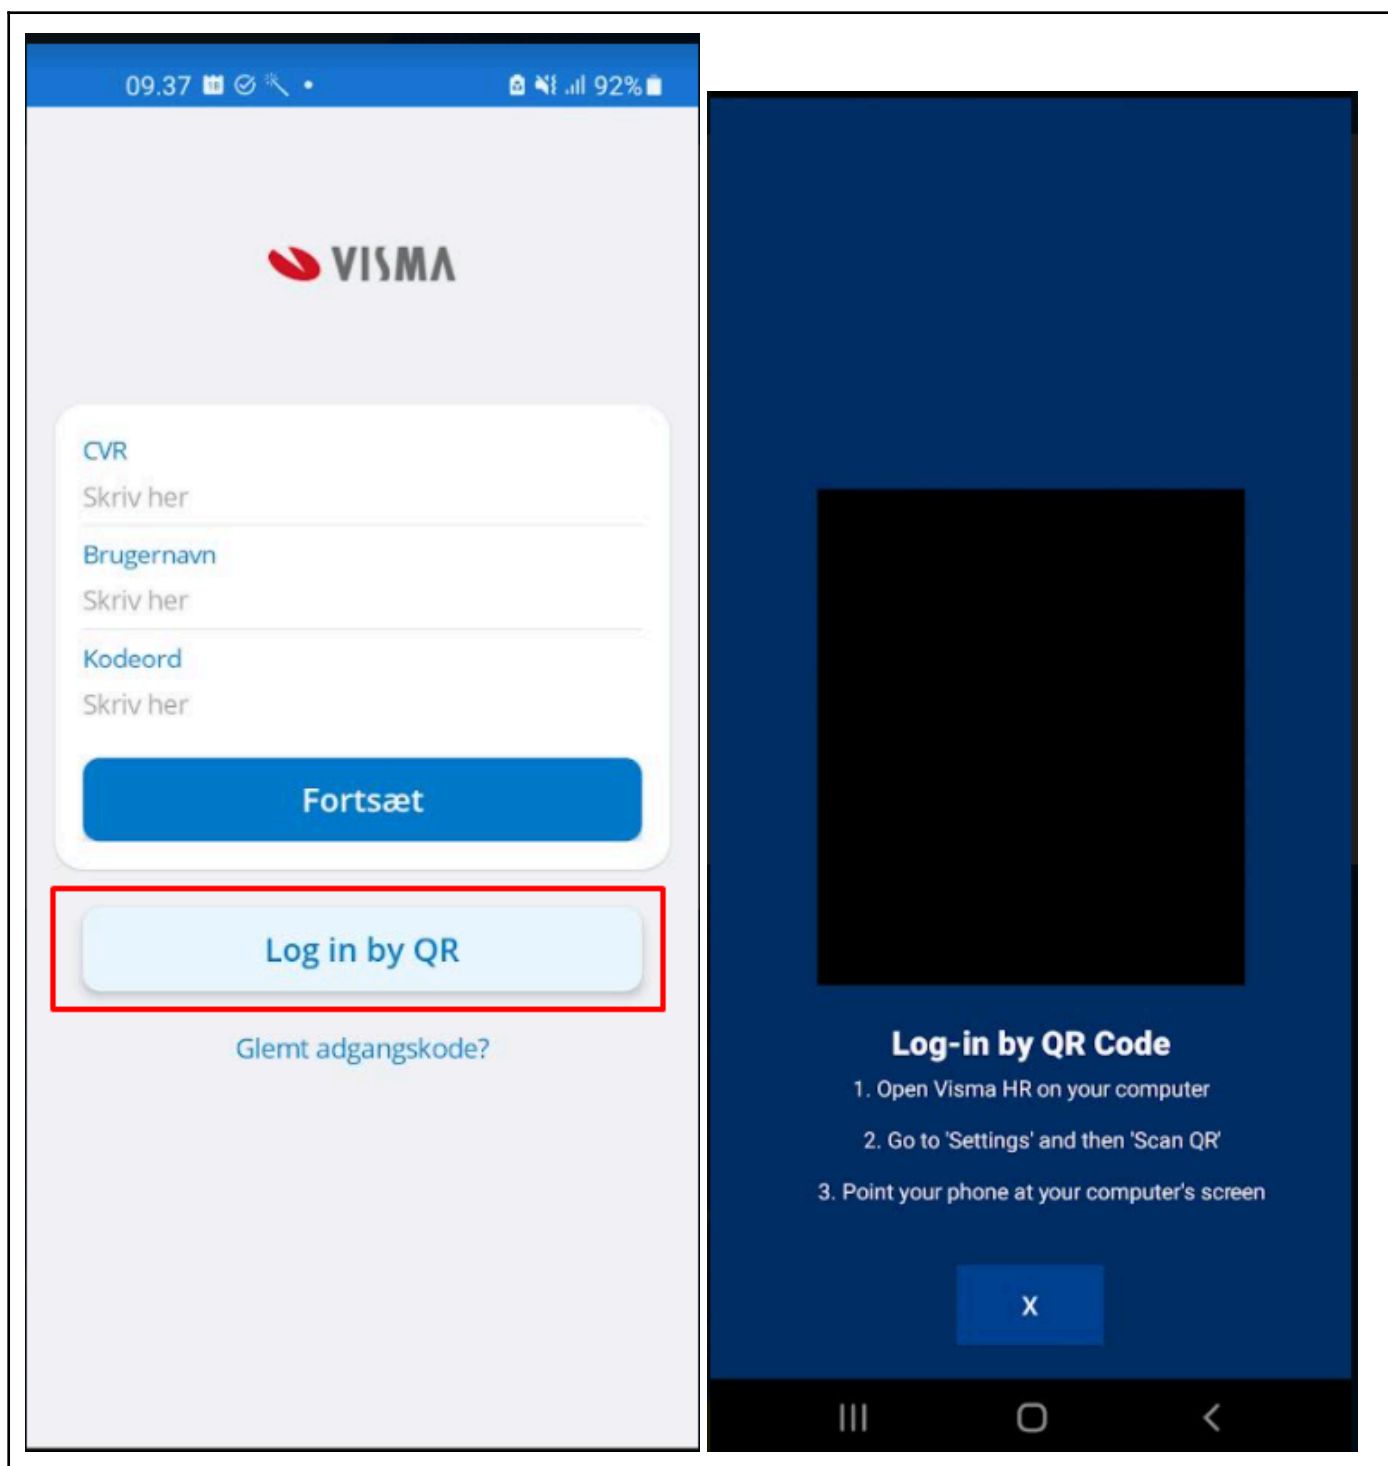 09.37
92%
VISMA
CVR
Skriv her
Brugernavn
Skriv her
Kodeord
Skriv her
Fortsæt
Log in by QR
Glemt adgangskode?
Log-in by QR Code
1. Open Visma HR on your computer
2. Go to 'Settings' and then 'Scan QR'
3. Point your phone at your computer's screen
X